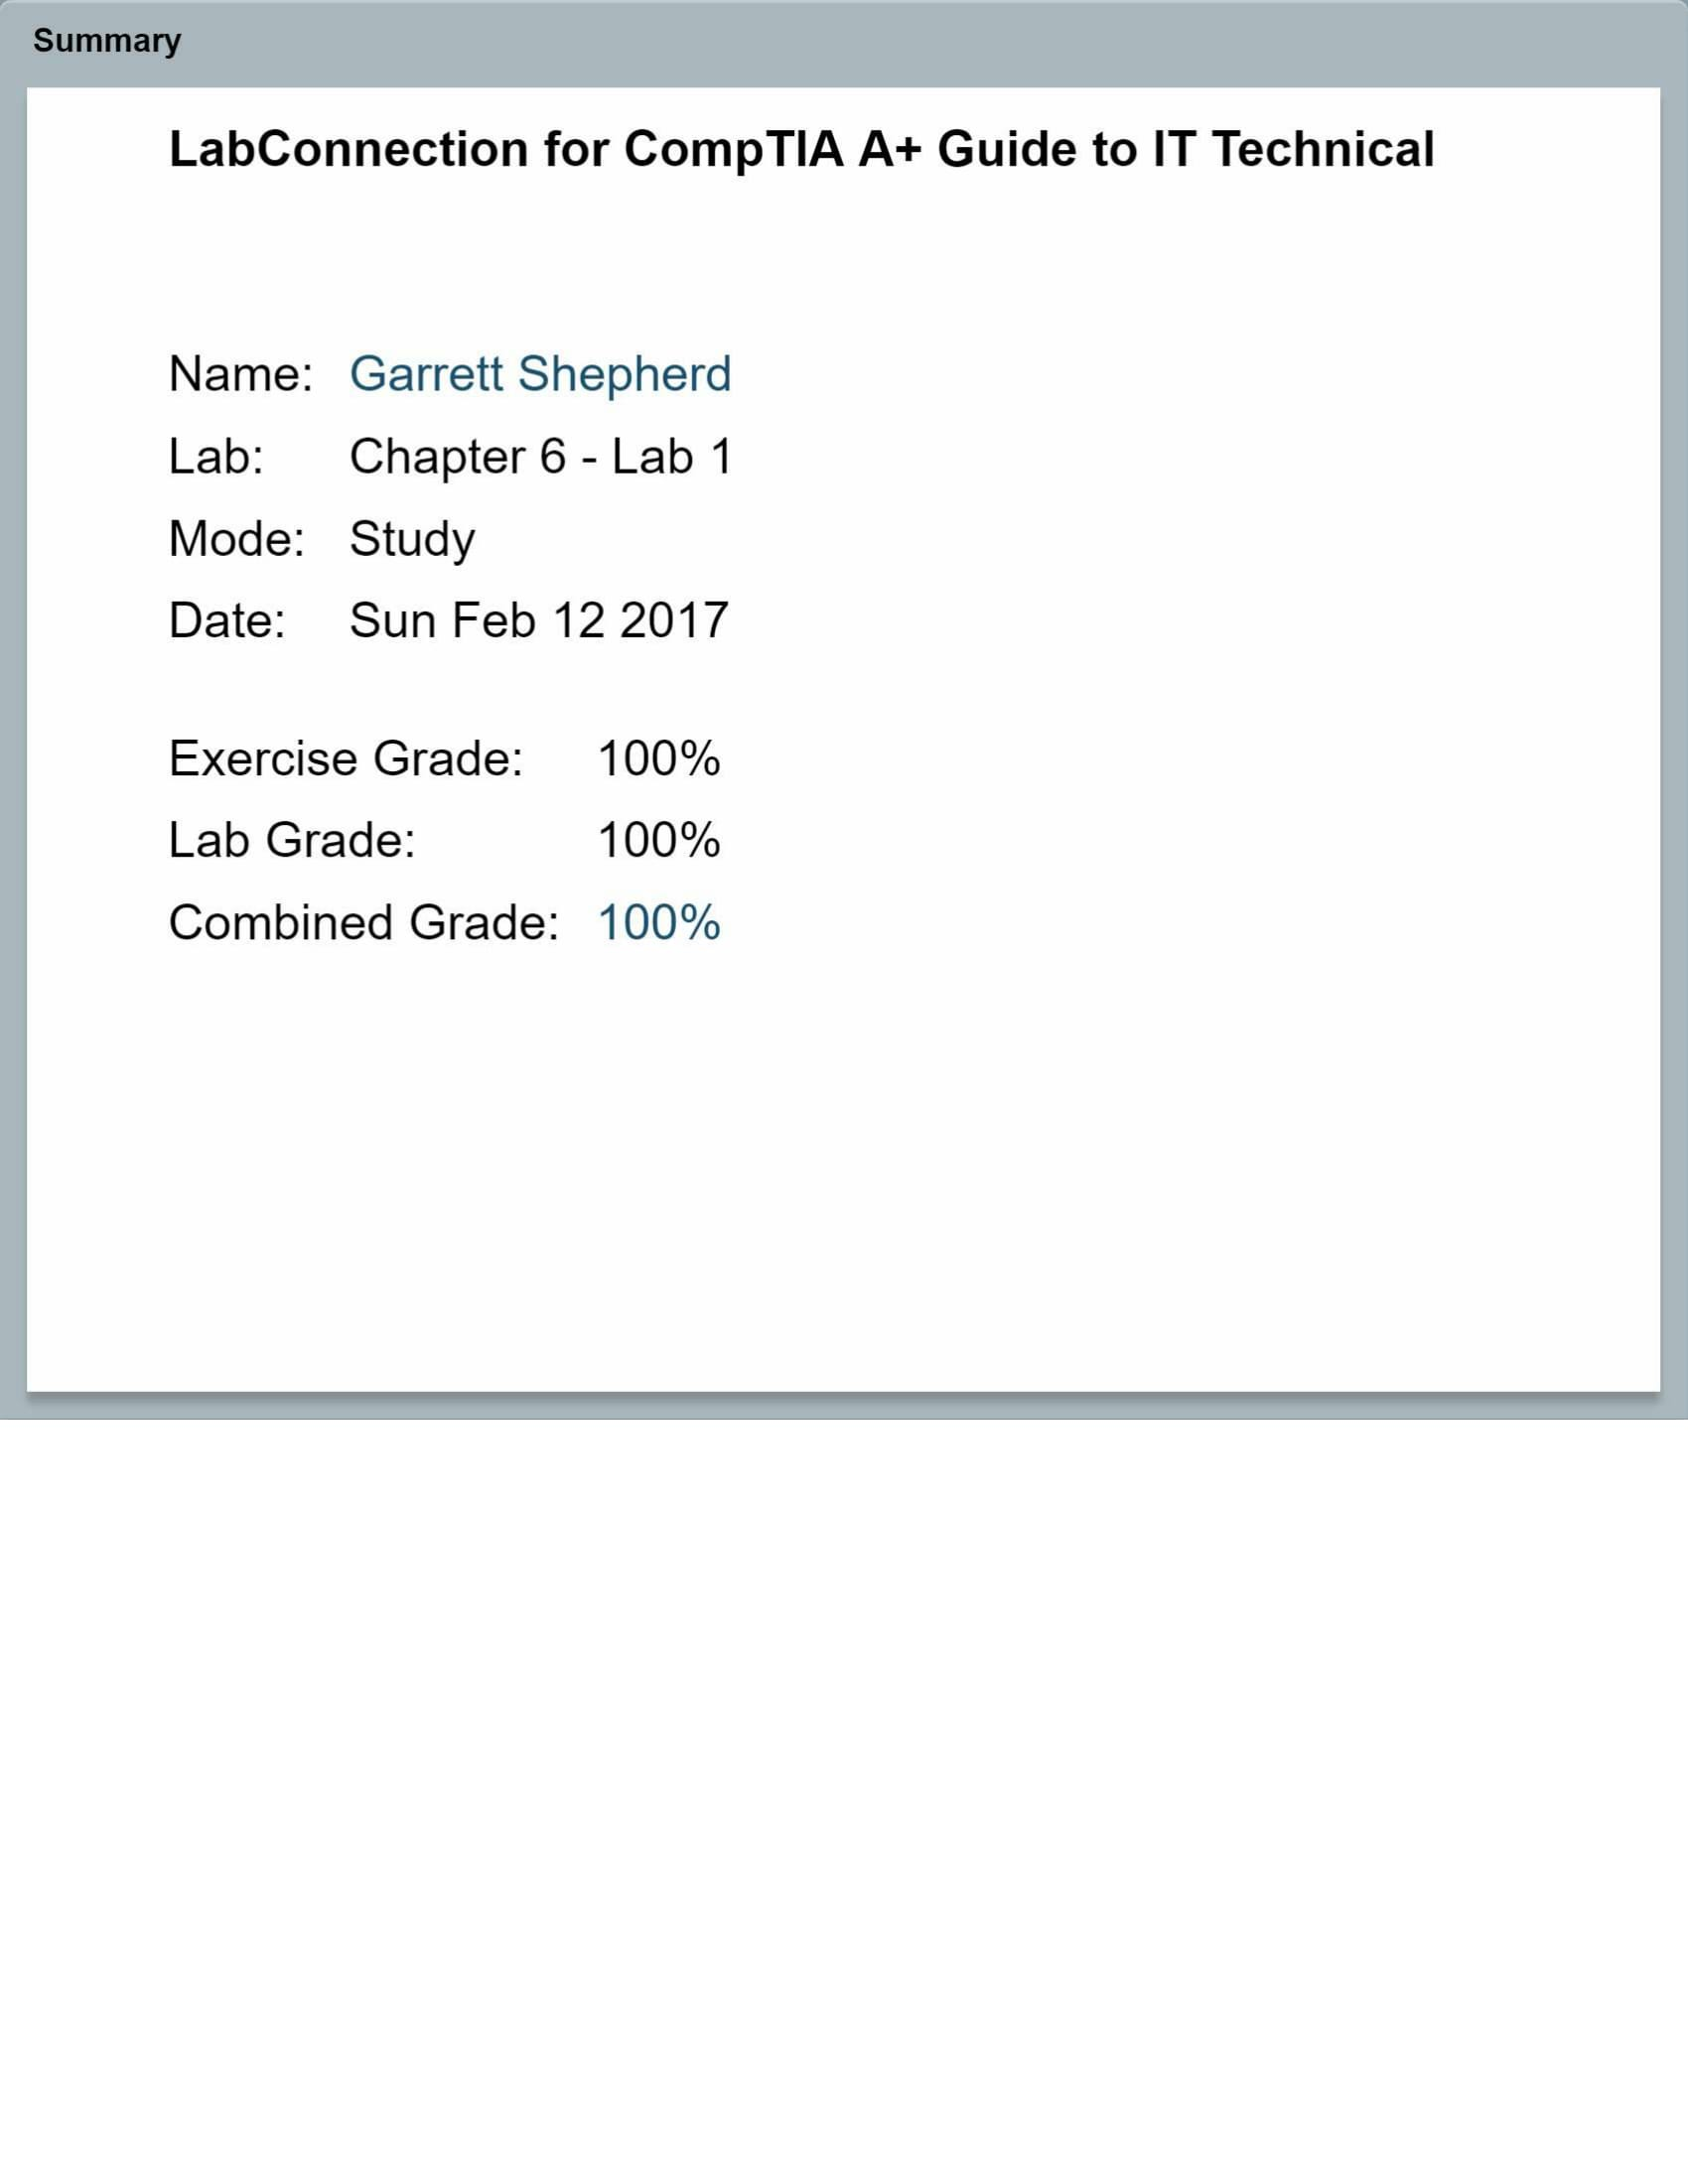 Summary
LabConnection for CompTIA A+ Guide to IT Technical
Name: Garrett Shepherd
Lab: Chapter 6 - Lab 1
Mode: Study
Date: Sun Feb 12 2017
Exercise Grade: 100%
Lab Grade: 100%
Combined Grade: 100%